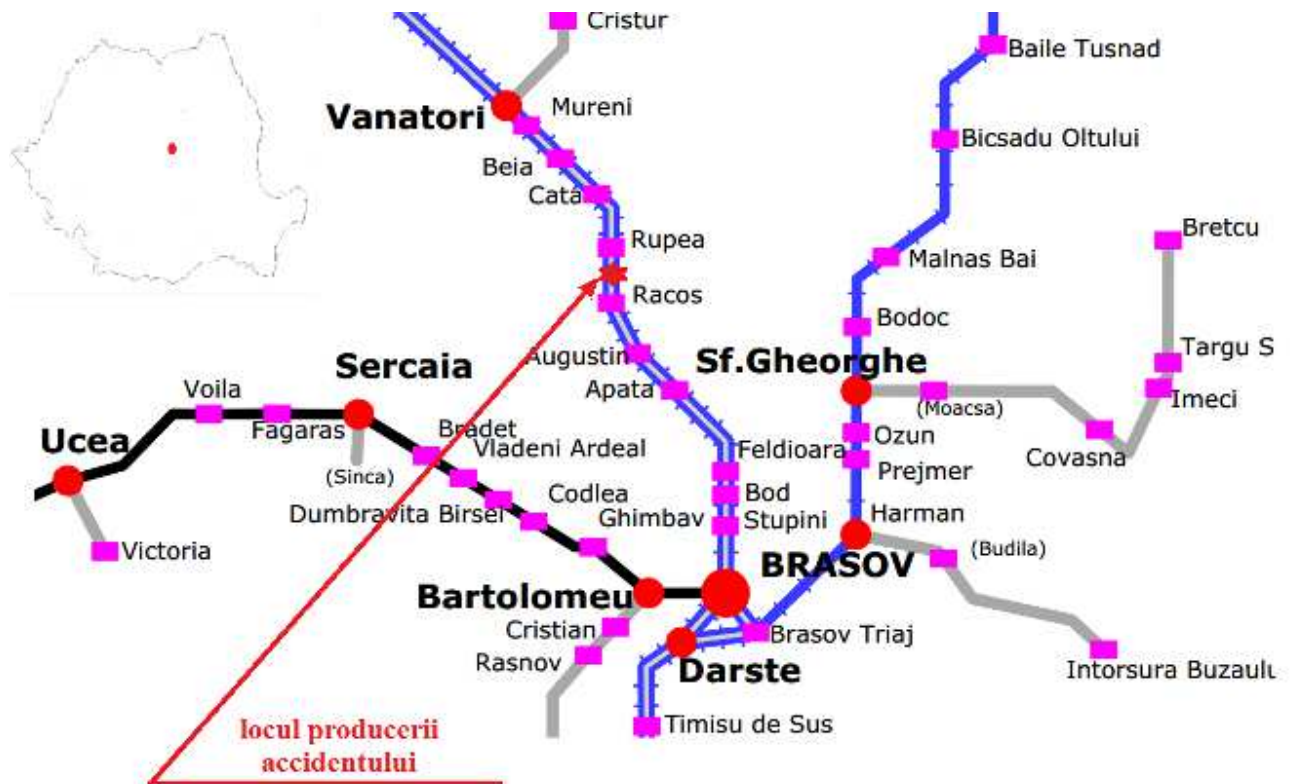 Cristur
Baile Tusnad
Vanatori
Mureni
Bicsadu Oltului
Beia
Cata
Rupea
Bretcu
Malnas Bai
Racos
Bodoc
Augustin
Sf.Gheorghe
Targu S
Sercaia
Apata
Voila
(Moacsa)
Imeci
Fagaras
Bradet
Ucea
Vladeni Ardeal
Feldioara
Ozun
Covasna
(Sinca)
Prejmer
Codlea
Bod
Dumbravita Birsei
Ghimbav
Stupini
Harman
Victoria
(Budila)
BRASOV
Bartolomeu
Cristian
Brasov Triaj
Rasnov
Darste
Intorsura Buzaulu
Timisu de Sus
locul producerii
accidentului